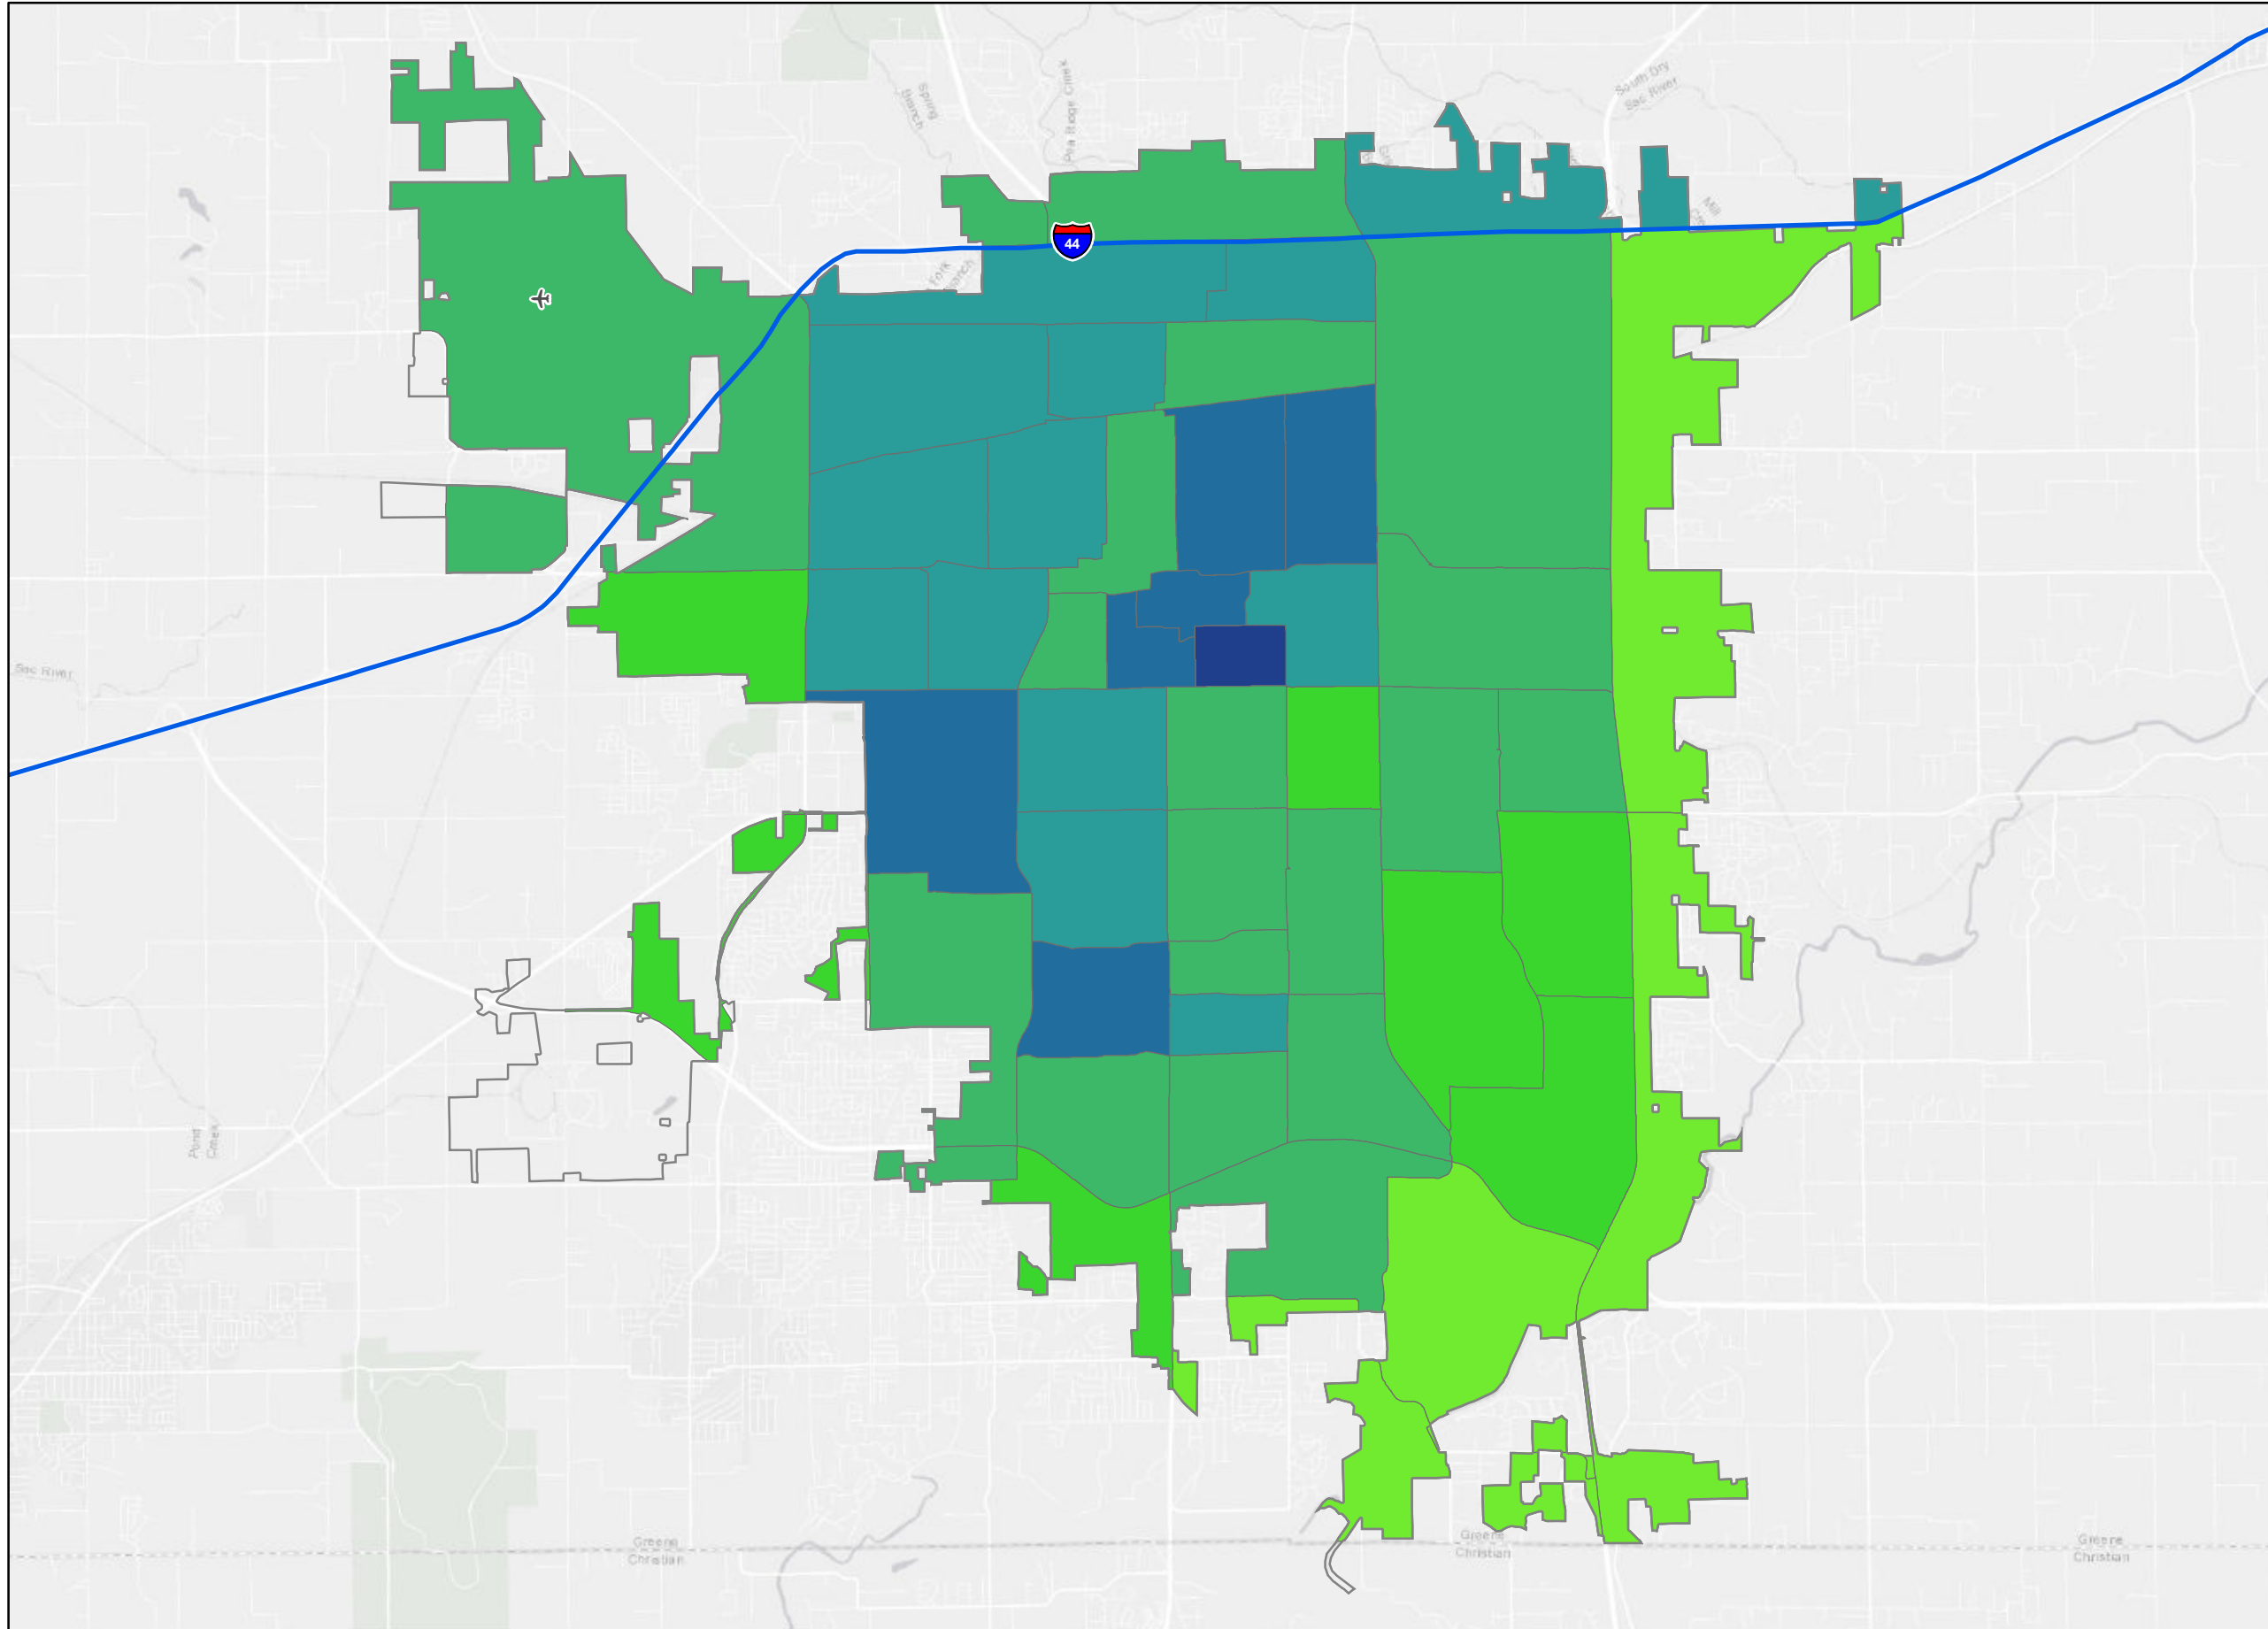 South Dry
Sac River
Spring
Branch
Pea Ridge Creek
Mill
44
Fork
Branch
Sac River
Pond
Creek
Greene
Christian
Greene
Christian
Greene
Christian